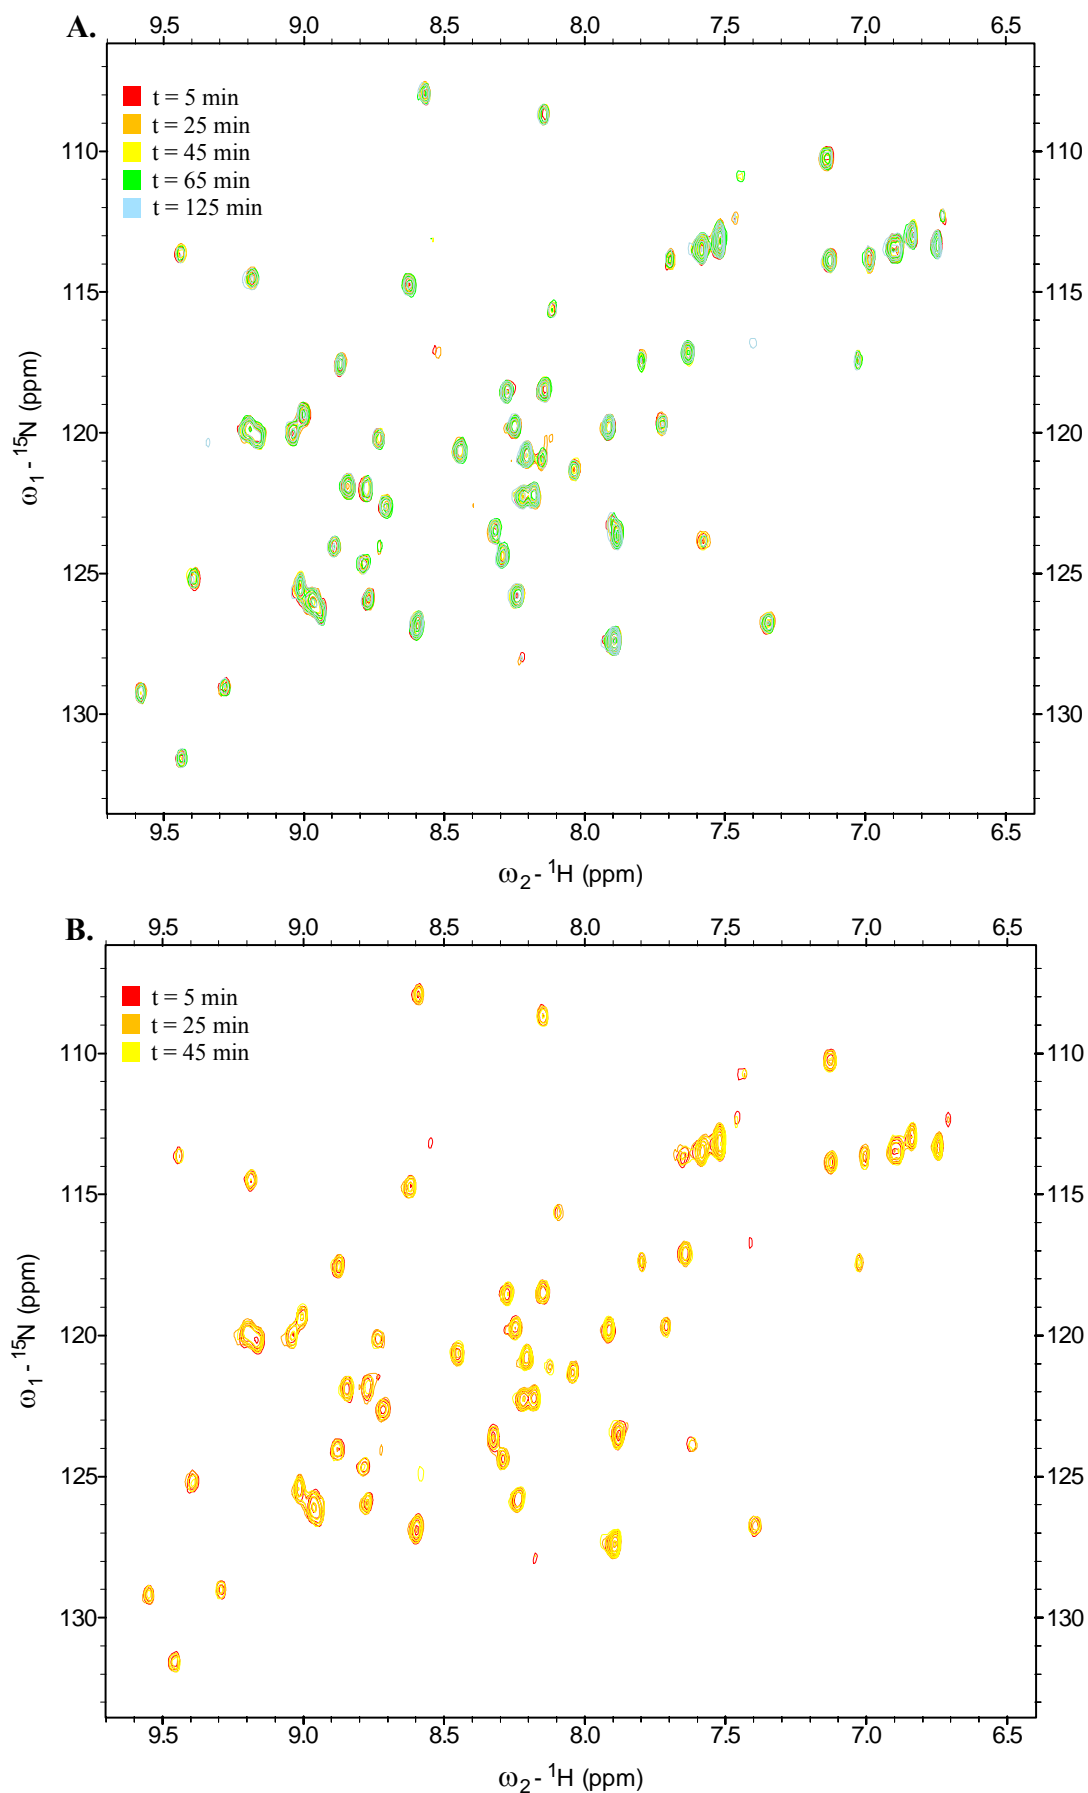 A.
9.5 9.0 8.5 8.0 7.5 7.0 6.5
t = 5 min
t = 25 min
t = 45 min
t = 65 min
t = 125 min
110 110
115 115
120 120
125 125
130 130
ω1 - 15N (ppm)
9.5 9.0 8.5 8.0 7.5 7.0 6.5
ω2 - 1H (ppm)
B.
9.5 9.0 8.5 8.0 7.5 7.0 6.5
t = 5 min
t = 25 min
t = 45 min
110 110
115 115
120 120
125 125
130 130
ω1 - 15N (ppm)
9.5 9.0 8.5 8.0 7.5 7.0 6.5
ω2 - 1H (ppm)